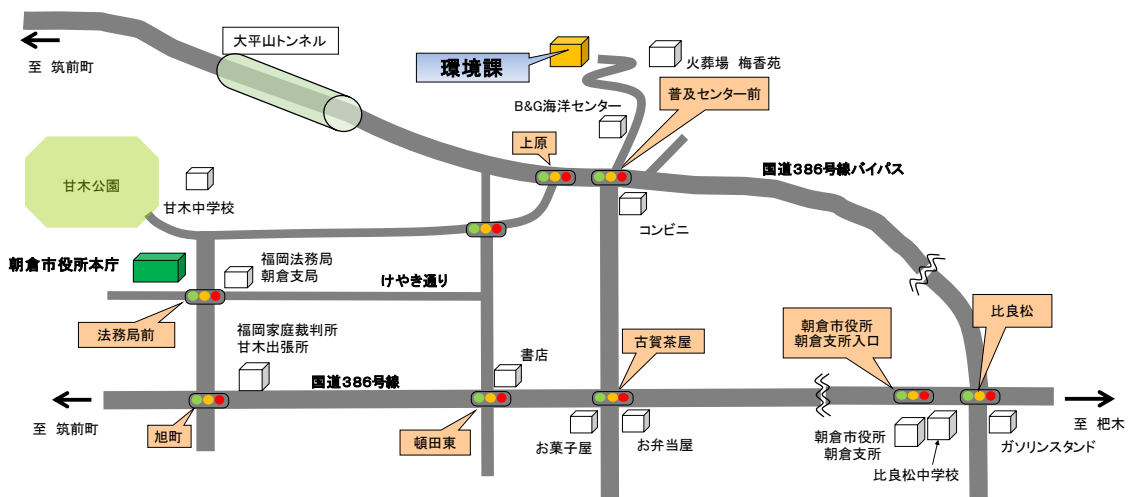 大平山トンネル
至 筑前町
環境課
火葬場 梅香苑
普及センター前
B&G海洋センター
上原
国道386号線バイパス
甘木公園
甘木中学校
コンビニ
朝倉市役所本庁
福岡法務局
朝倉支局
けやき通り
法務局前
福岡家庭裁判所
甘木出張所
書店
古賀茶屋
朝倉市役所
朝倉支所入口
比良松
国道386号線
至 筑前町
旭町
頓田東
お菓子屋
お弁当屋
朝倉市役所
朝倉支所
比良松中学校
ガソリンスタンド
至 杷木